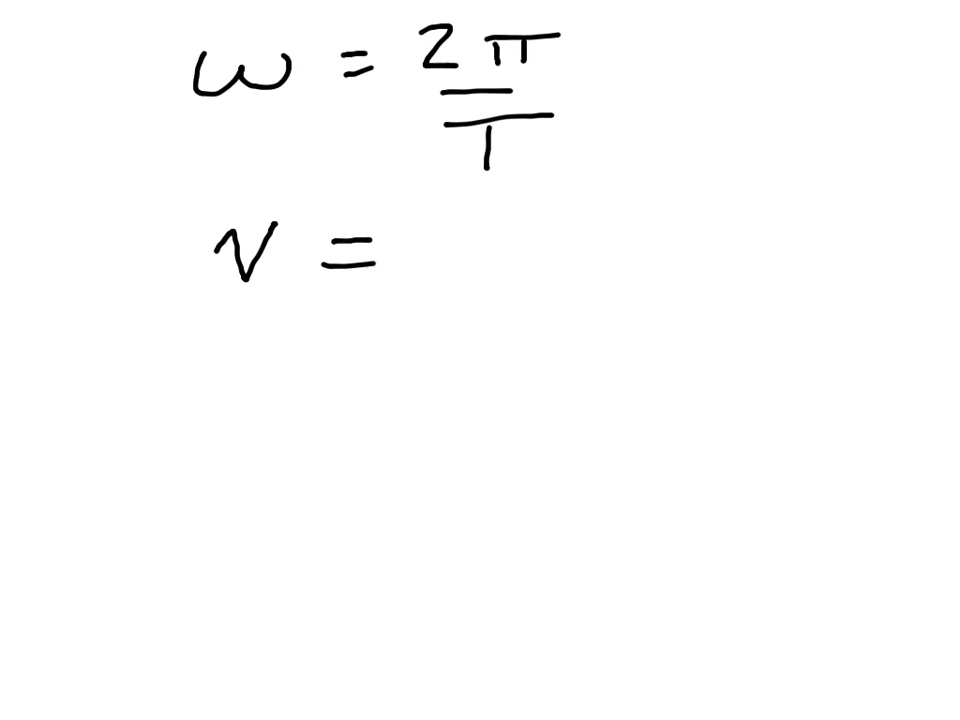 ω = 2π/T
v =